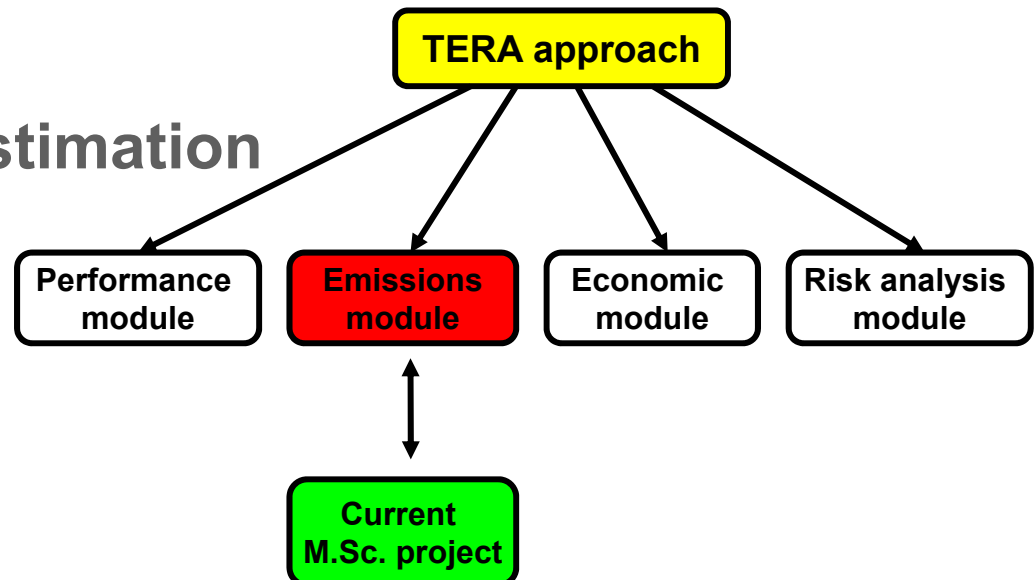 TERA approach
stimation
Performance
module
Emissions
module
Economic
module
Risk analysis
module
Current
M.Sc. project